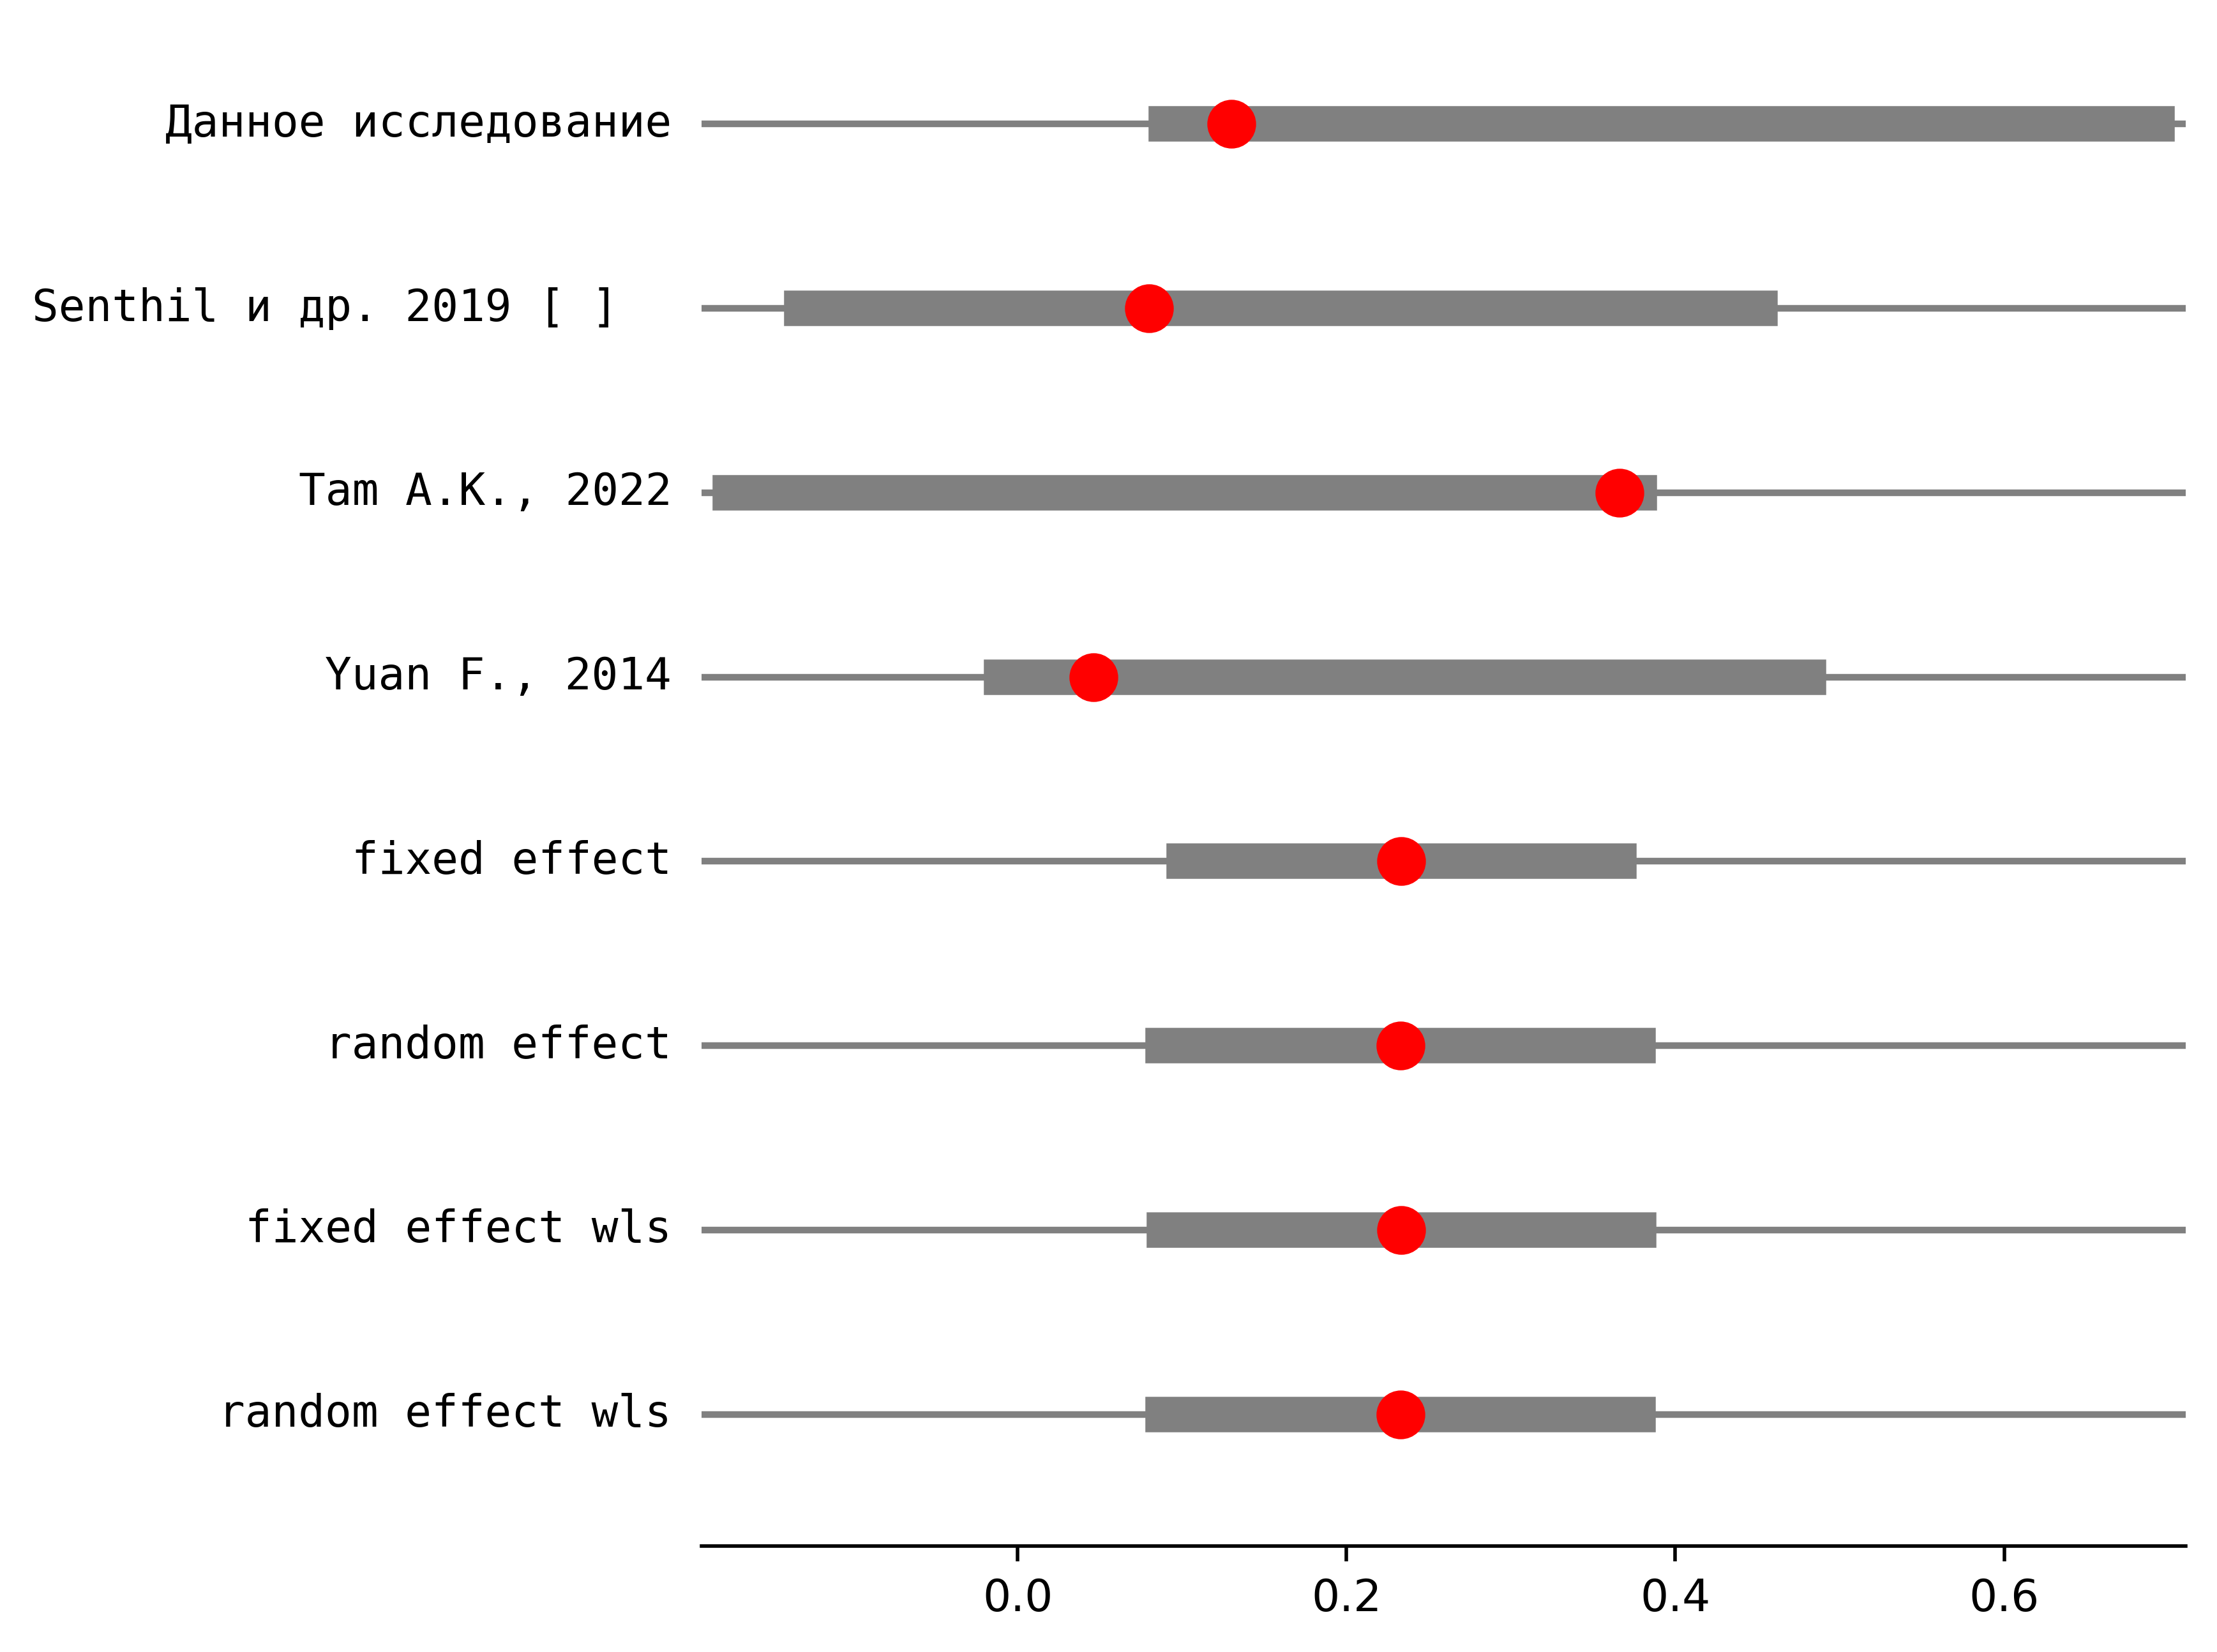 Данное исследование
Senthil и др. 2019 [ ]
Tam A.K., 2022
Yuan F., 2014
fixed effect
random effect
fixed effect wls
random effect wls
0.0 0.2 0.4 0.6